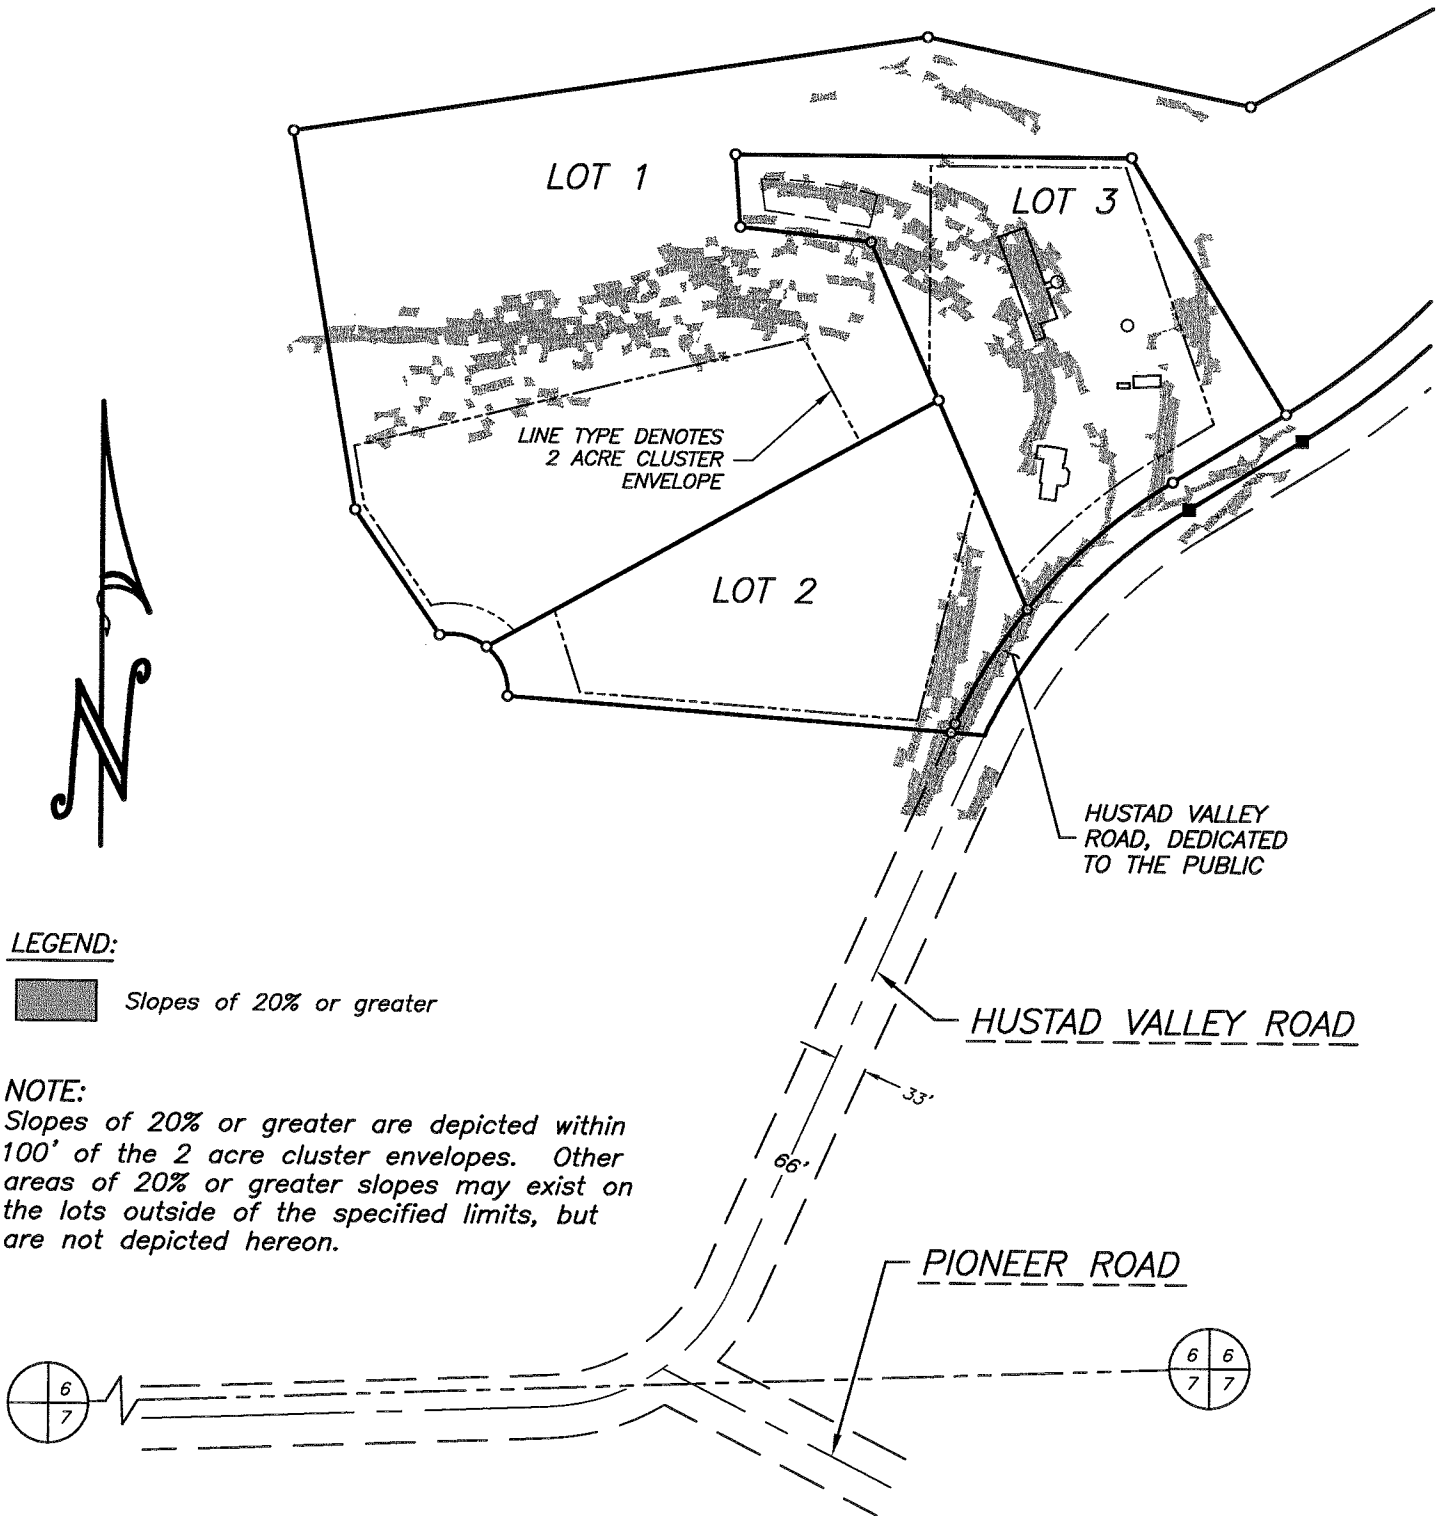 LOT 1
LOT 3
LINE TYPE DENOTES
2 ACRE CLUSTER
ENVELOPE
LOT 2
N
HUSTAD VALLEY
ROAD, DEDICATED
TO THE PUBLIC
LEGEND:
Slopes of 20% or greater
HUSTAD VALLEY ROAD
33'
66'
NOTE:
Slopes of 20% or greater are depicted within
100' of the 2 acre cluster envelopes. Other
areas of 20% or greater slopes may exist on
the lots outside of the specified limits, but
are not depicted hereon.
PIONEER ROAD
6
7
6 6
7 7